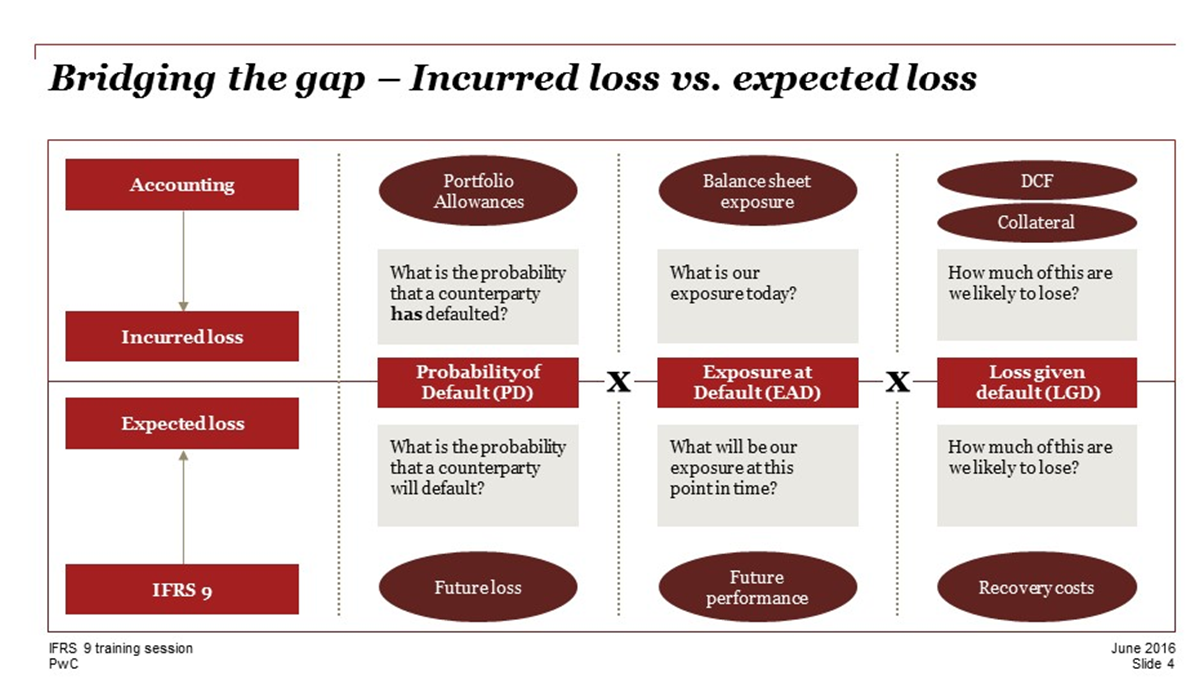 Bridging the gap – Incurred loss vs. expected loss
Accounting
Incurred loss
Expected loss
IFRS 9
Portfolio
Allowances
What is the probability
that a counterparty
has defaulted?
Probability of
Default (PD)
What is the probability
that a counterparty
will default?
Future loss
X
Balance sheet
exposure
What is our
exposure today?
Exposure at
Default (EAD)
What will be our
exposure at this
point in time?
Future
performance
X
DCF
Collateral
How much of this are
we likely to lose?
Loss given
default (LGD)
How much of this are
we likely to lose?
Recovery costs
IFRS 9 training session
PwC
June 2016
Slide 4